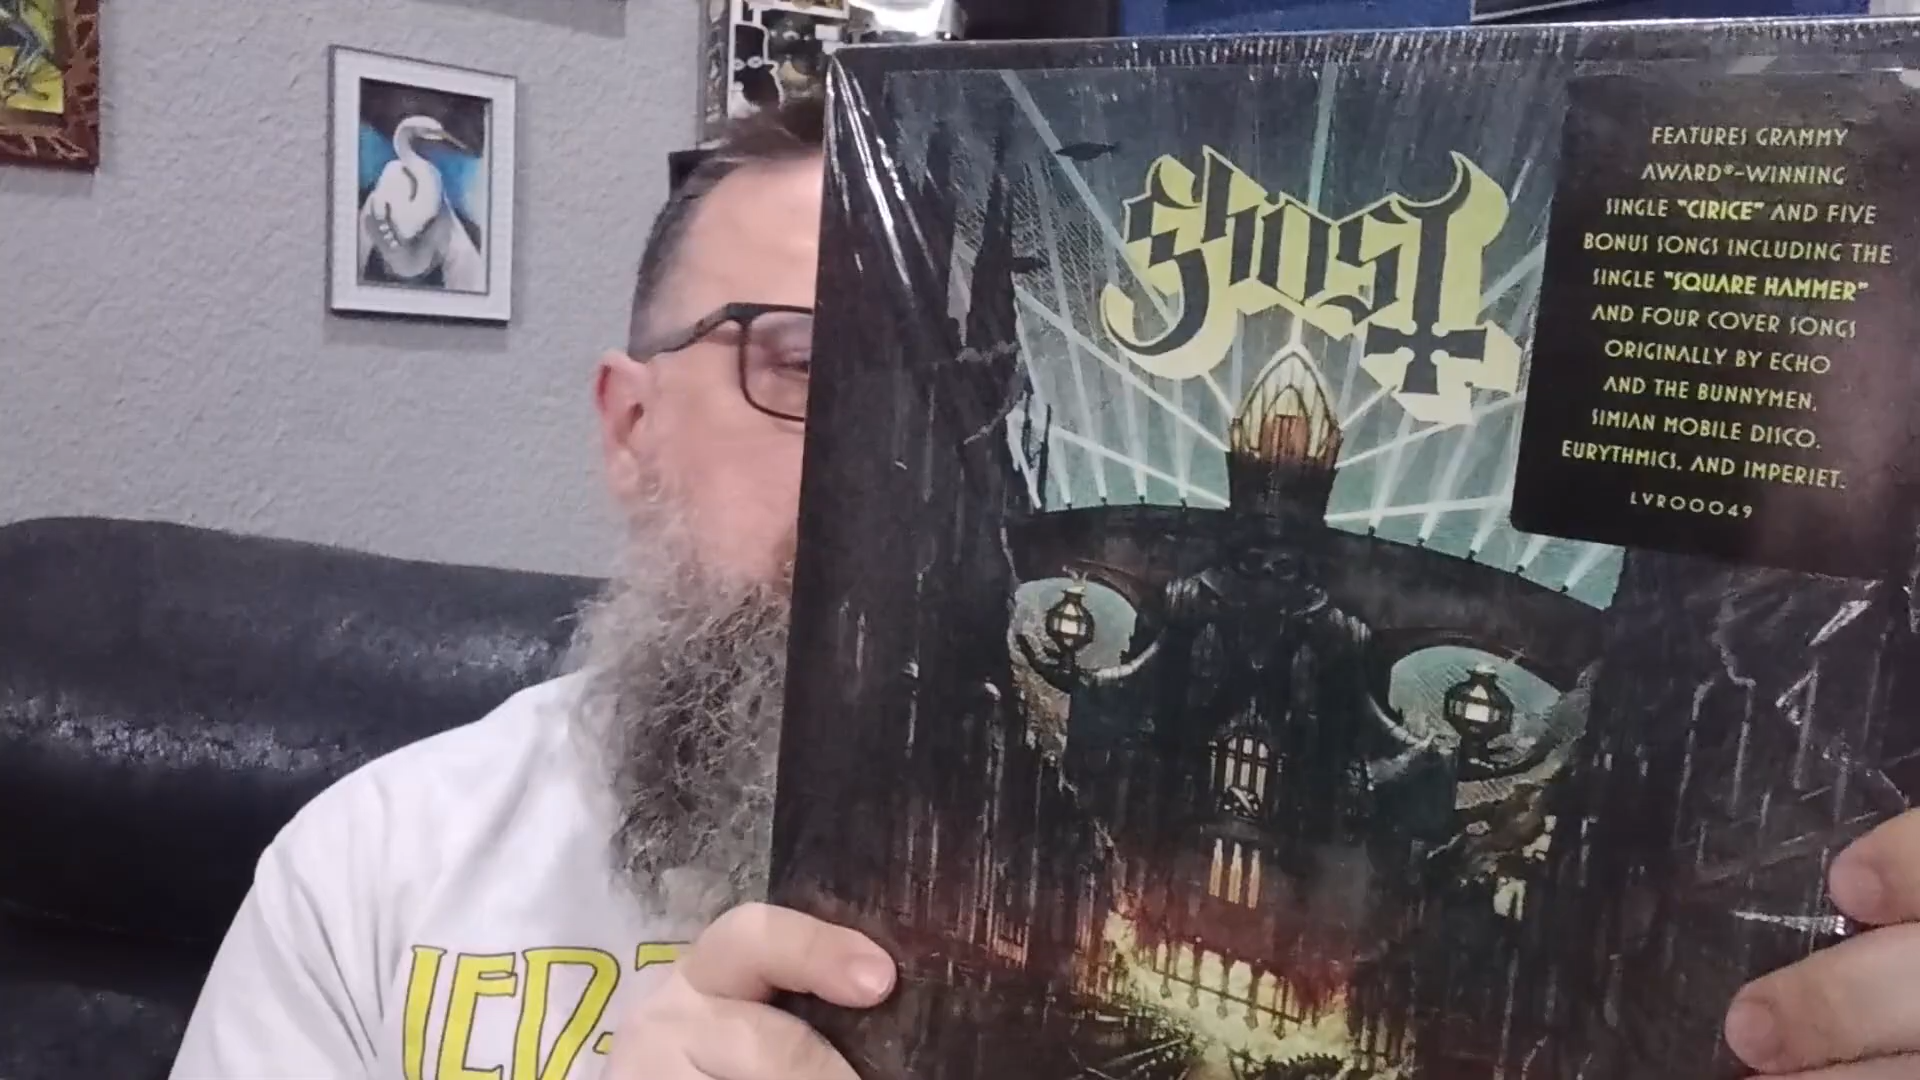 Ghost
FEATURES GRAMMY
AWARD®-WINNING
SINGLE "CIRICE" AND FIVE
BONUS SONGS INCLUDING THE
SINGLE "SQUARE HAMMER"
AND FOUR COVER SONGS
ORIGINALLY BY ECHO
AND THE BUNNYMEN,
SIMIAN MOBILE DISCO,
EURYTHMICS, AND IMPERIET.
LVR00049
LED